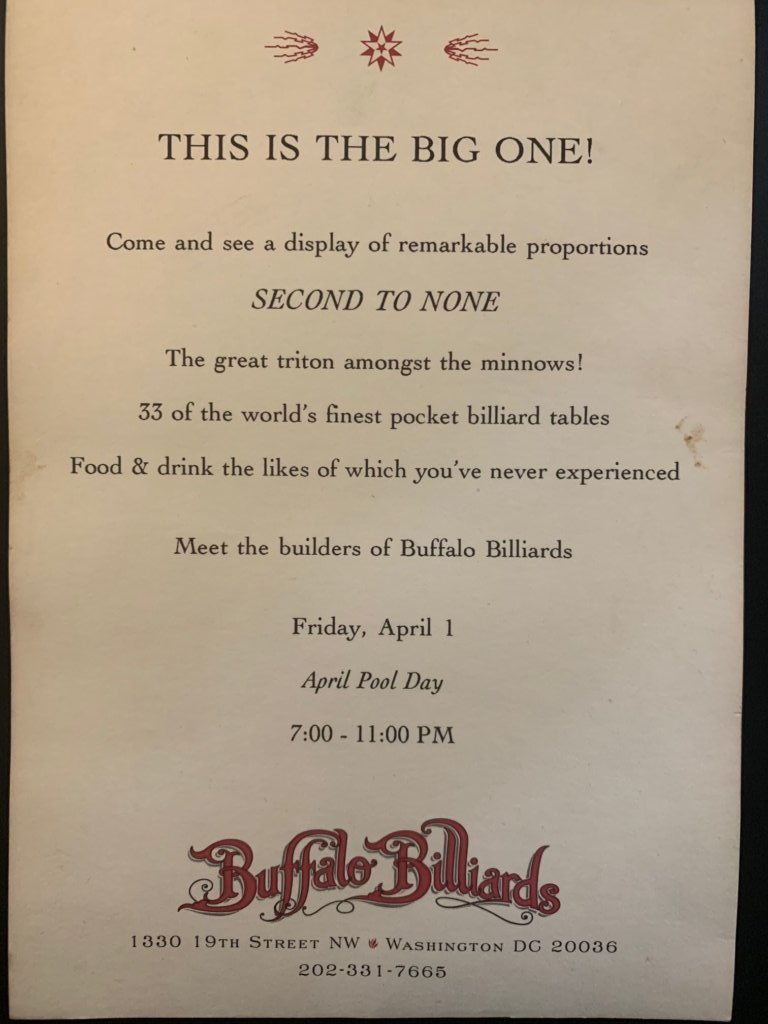 THIS IS THE BIG ONE!
Come and see a display of remarkable proportions
SECOND TO NONE
The great triton amongst the minnows!
33 of the world's finest pocket billiard tables
Food & drink the likes of which you've never experienced
Meet the builders of Buffalo Billiards
Friday, April 1
April Pool Day
7:00 - 11:00 PM
Buffalo Billiards
1330 19TH STREET NW WASHINGTON DC 20036
202-331-7665